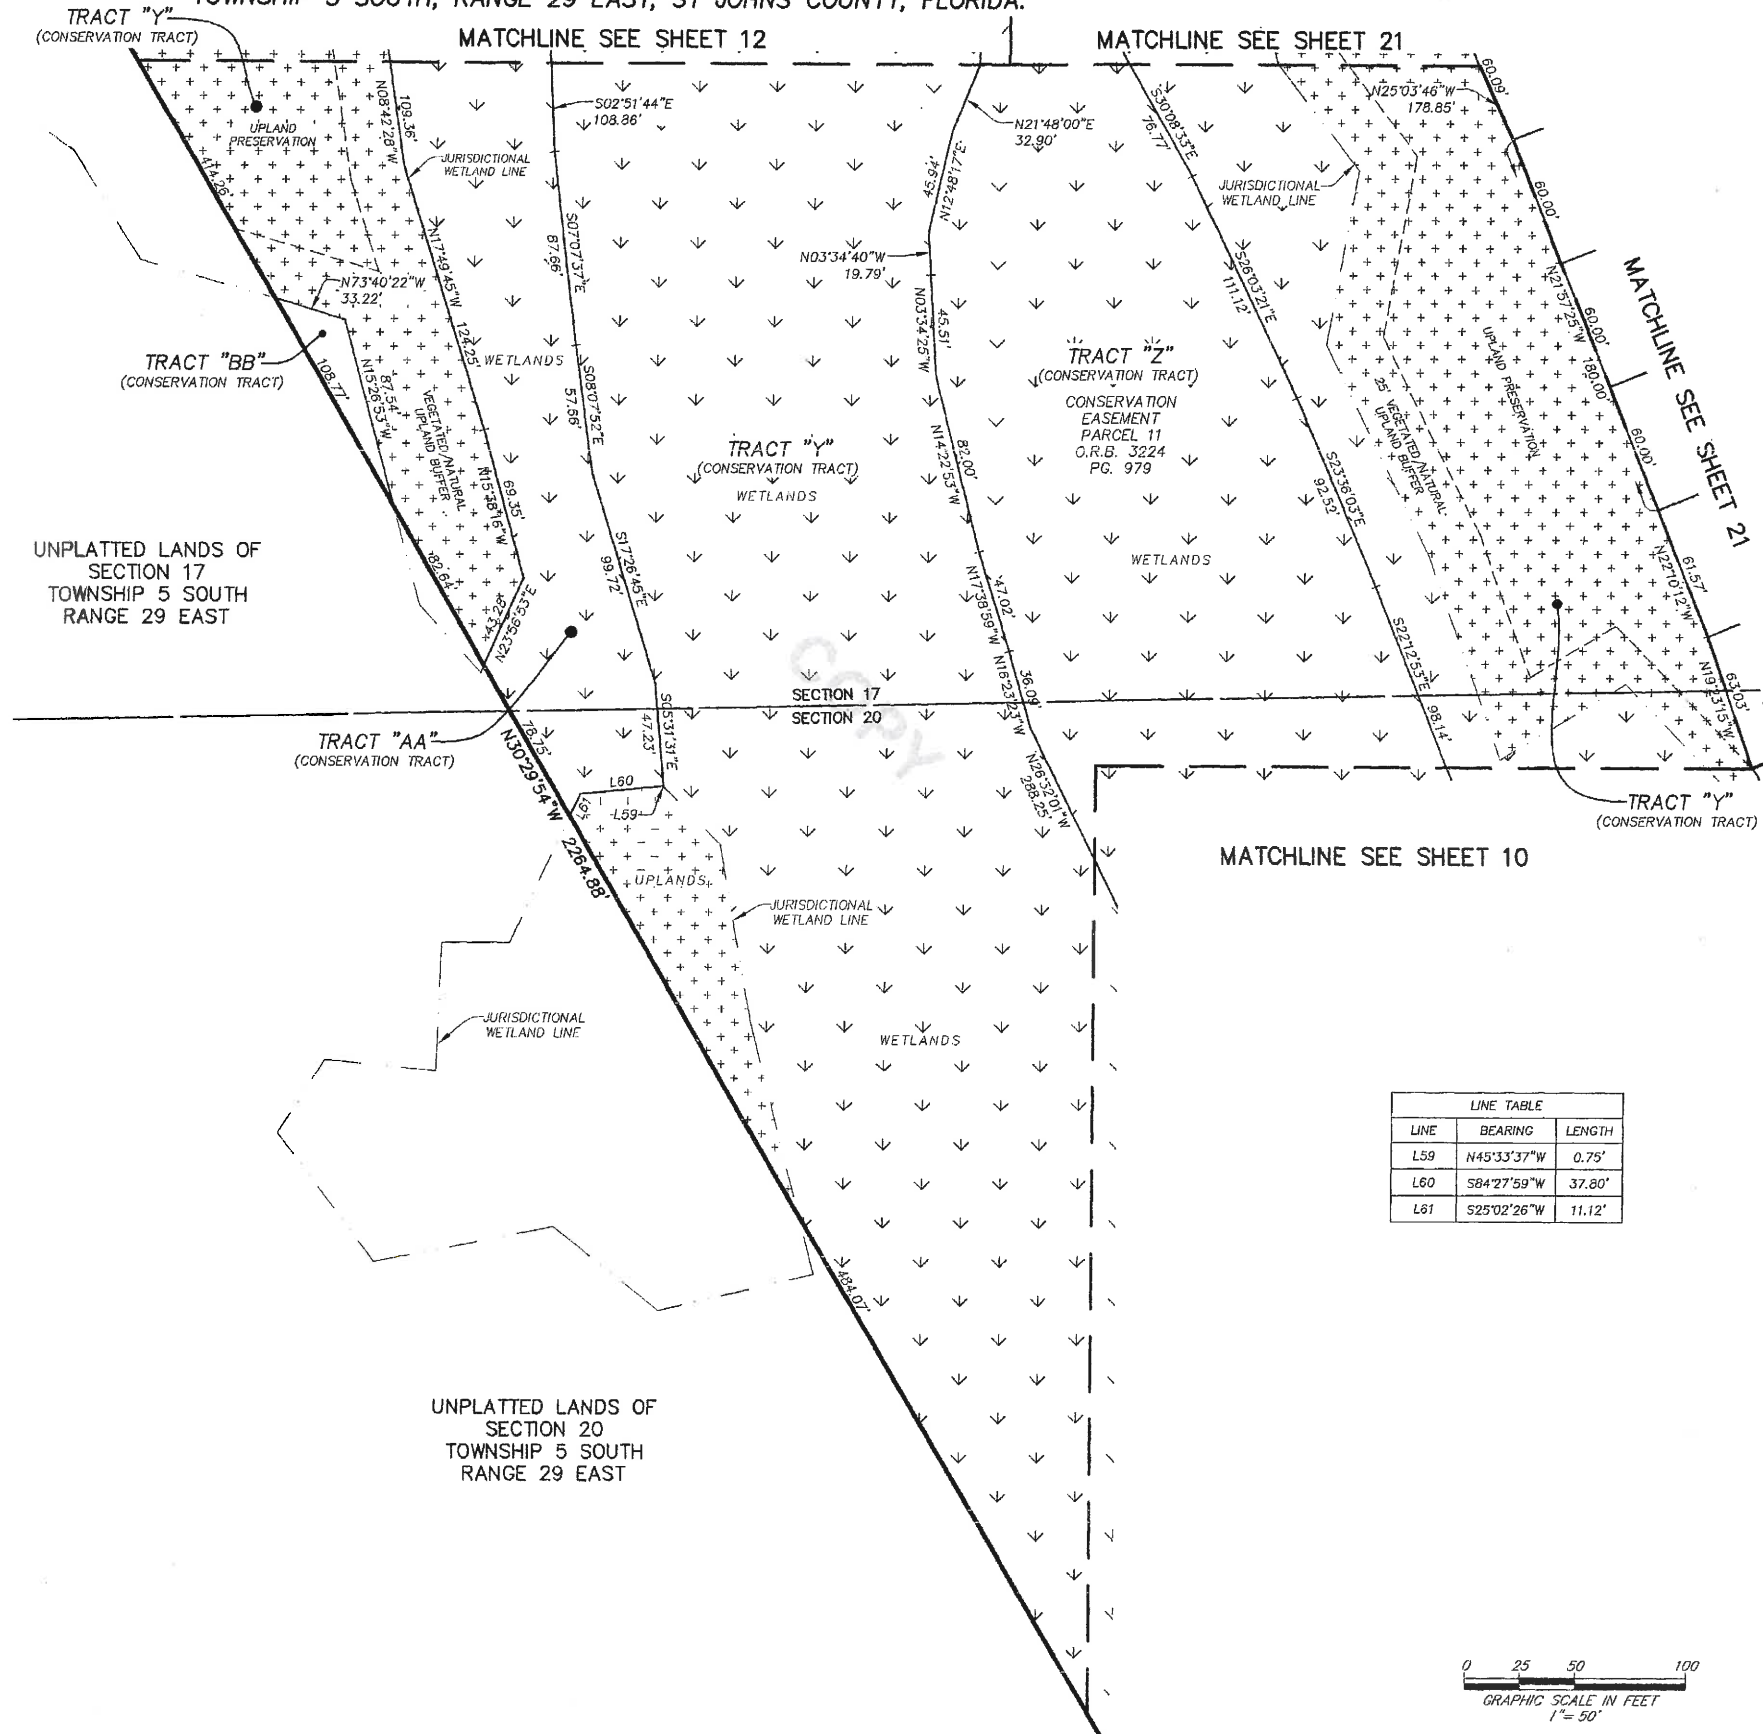 TOWNSHIP 5 SOUTH, RANGE 29 EAST, ST JOHNS COUNTY, FLORIDA.
TRACT "Y"
(CONSERVATION TRACT)
MATCHLINE SEE SHEET 12
MATCHLINE SEE SHEET 21
UPLAND
PRESERVATION
N08°42'28"W
109.36'
JURISDICTIONAL
WETLAND LINE
S02°51'44"E
108.86'
N21°48'00"E
32.90'
S30°08'33"E
76.77'
N25°03'46"W
178.85'
60.09'
414.26'
45.94'
N12°48'17"E
JURISDICTIONAL
WETLAND LINE
60.00'
N17°49'45"W
124.25'
S07°07'37"E
87.66'
N03°34'40"W
19.79'
S26°03'21"E
111.12'
N73°40'22"W
33.22'
N21°57'25"W
180.00'
60.00'
MATCHLINE SEE SHEET 21
TRACT "BB"
(CONSERVATION TRACT)
108.77'
N15°26'53"W
87.54'
VEGETATED/NATURAL
UPLAND BUFFER
WETLANDS
S08°07'52"E
57.66'
N03°34'25"W
45.51'
TRACT "Z"
(CONSERVATION TRACT)
CONSERVATION
EASEMENT
PARCEL 11
O.R.B. 3224
PG. 979
25' VEGETATED/NATURAL
UPLAND BUFFER
UPLAND PRESERVATION
60.00'
TRACT "Y"
(CONSERVATION TRACT)
WETLANDS
N14°22'53"W
82.00'
S23°36'03"E
92.52'
N15°38'16"W
69.35'
UNPLATTED LANDS OF
SECTION 17
TOWNSHIP 5 SOUTH
RANGE 29 EAST
82.64'
S17°26'45"E
99.72'
WETLANDS
N22°10'12"W
61.57'
43.28'
N23°56'53"E
N17°38'59"W
47.02'
S22°12'53"E
98.14'
COPY
N16°23'23"W
36.09'
N19°23'15"W
63.03'
SECTION 17
SECTION 20
S05°31'31"E
47.23'
TRACT "AA"
(CONSERVATION TRACT)
78.75'
N30°29'54"W 2264.88'
L60
L59
L61
N26°32'01"W
288.25'
TRACT "Y"
(CONSERVATION TRACT)
MATCHLINE SEE SHEET 10
UPLANDS
JURISDICTIONAL
WETLAND LINE
JURISDICTIONAL
WETLAND LINE
WETLANDS
LINE TABLE
LINE BEARING LENGTH
L59 N45°33'37"W 0.75'
L60 S84°27'59"W 37.80'
L61 S25°02'26"W 11.12'
484.07'
UNPLATTED LANDS OF
SECTION 20
TOWNSHIP 5 SOUTH
RANGE 29 EAST
0 25 50 100
GRAPHIC SCALE IN FEET
1"= 50'